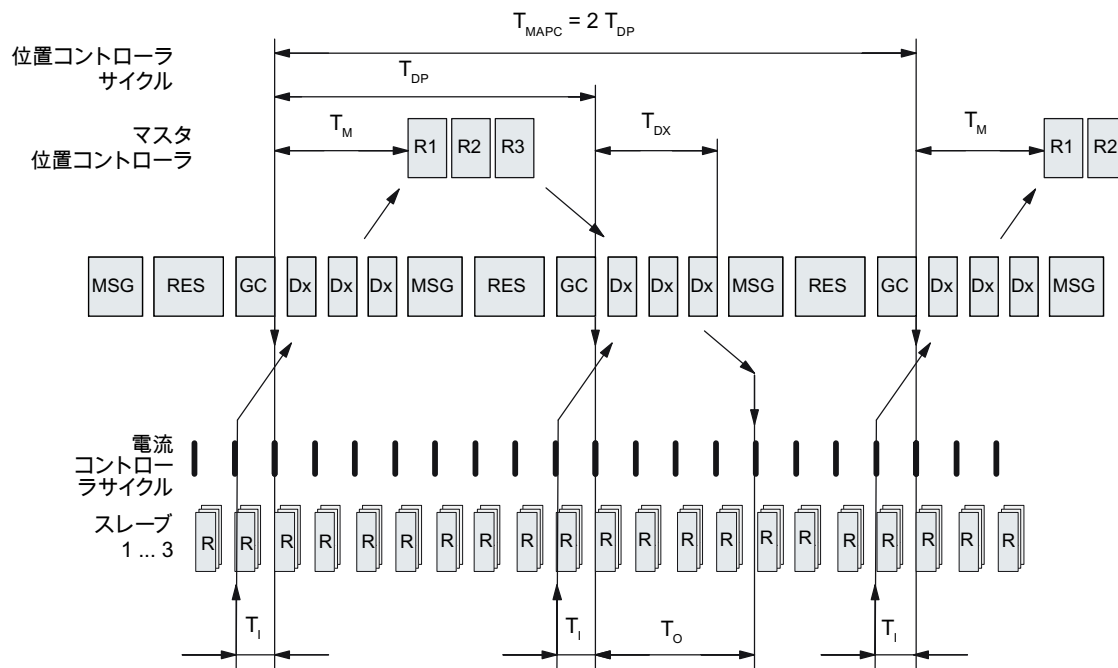 T_MAPC = 2 T_DP
位置コントローラ
サイクル
T_DP
マスタ
位置コントローラ
T_M
R1 R2 R3
T_DX
T_M
R1 R2
MSG RES GC Dx Dx Dx MSG RES GC Dx Dx Dx MSG RES GC Dx Dx Dx MSG
電流
コントロー
ラサイクル
スレーブ
1 ... 3
R R R R R R R R R R R R R R R R R R R R R
T_I T_I T_O T_I